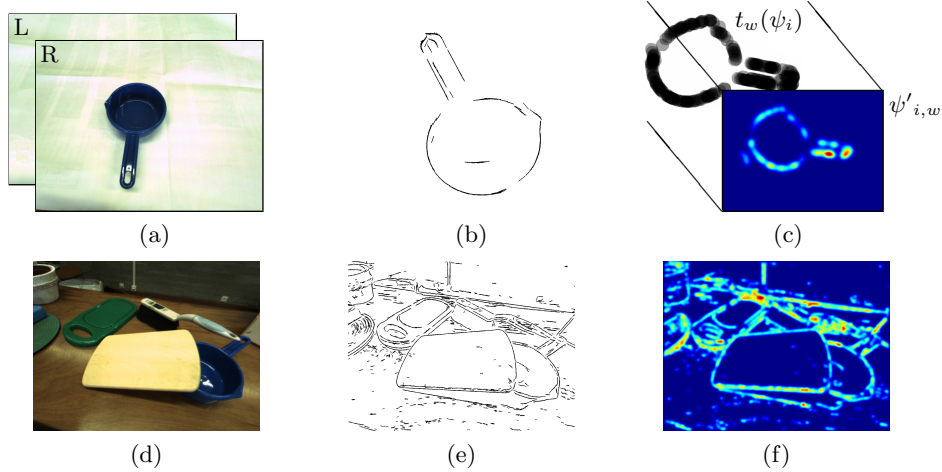 L
R
t_w(ψ_i)
ψ'_{i,w}
(a)
(b)
(c)
(d)
(e)
(f)